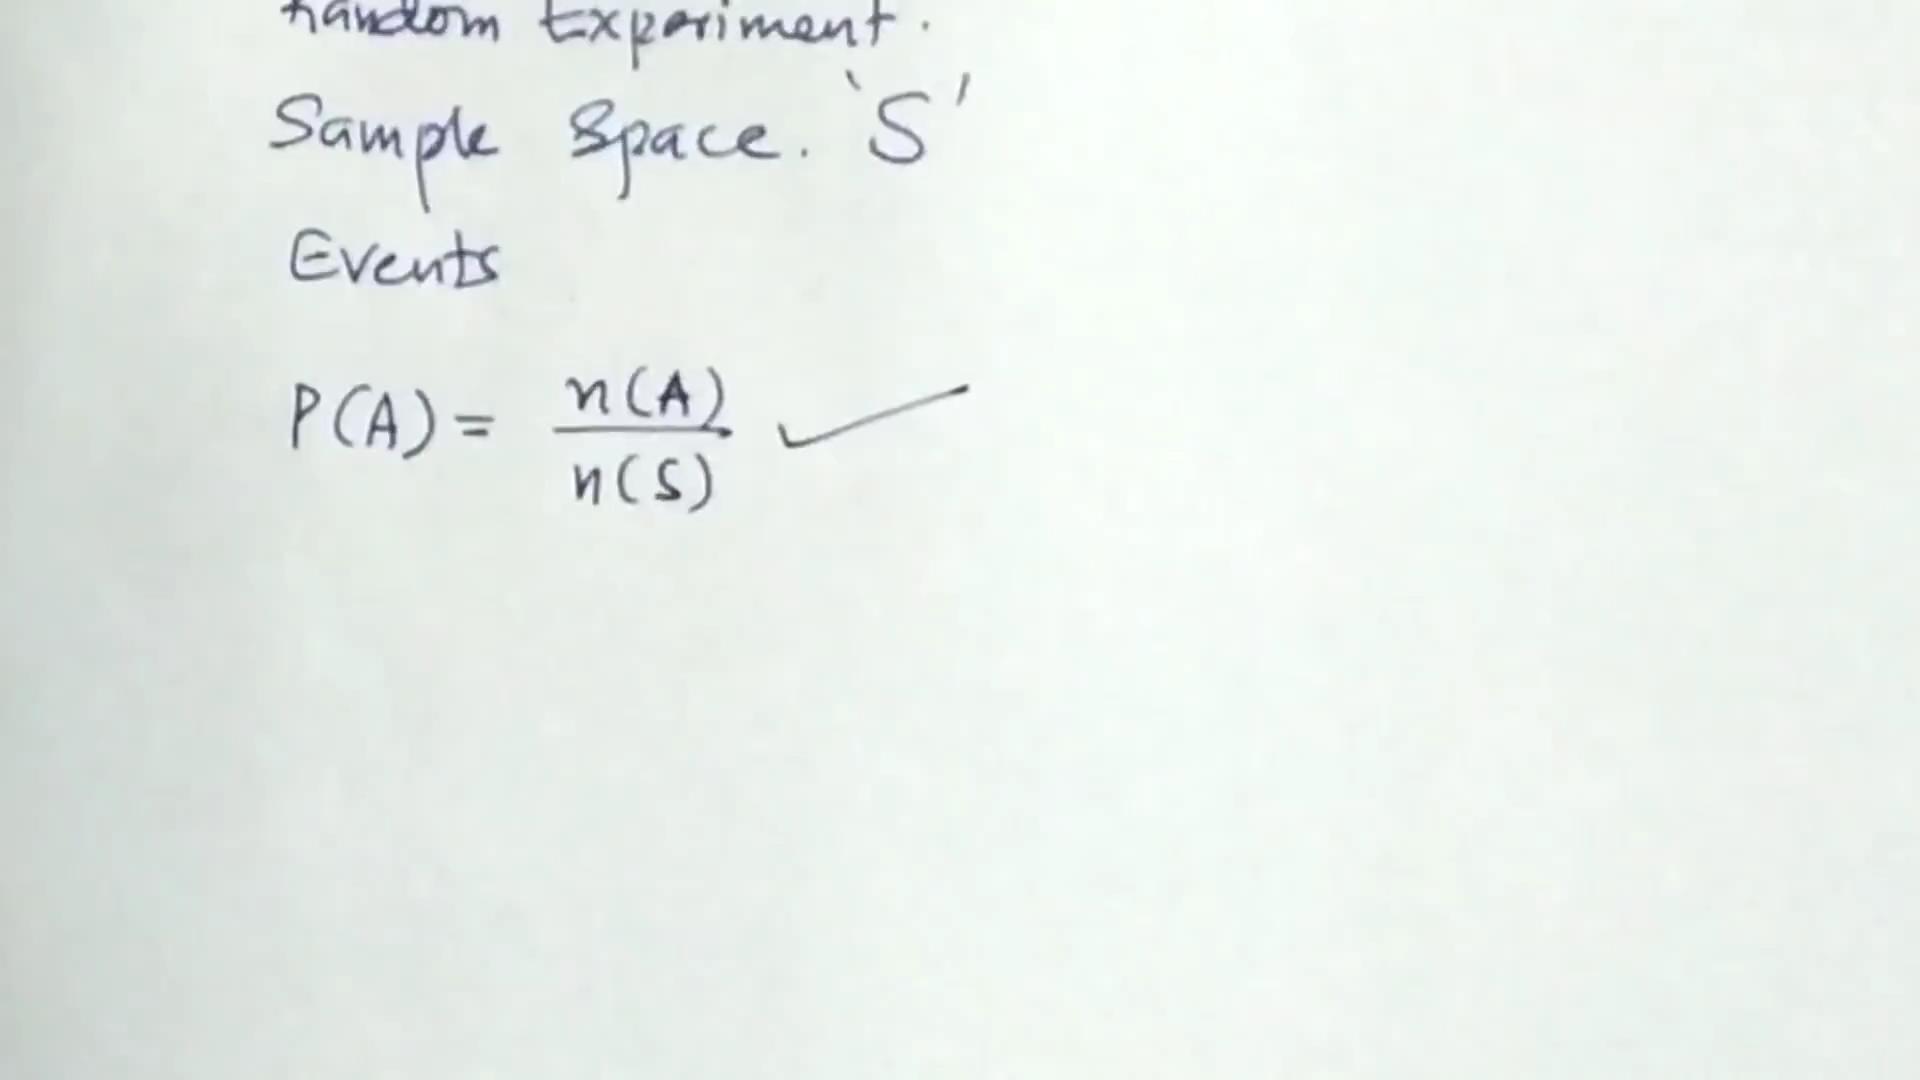 Random Experiment.
Sample Space. 'S'
Events
P(A) = n(A)/n(S) ✓